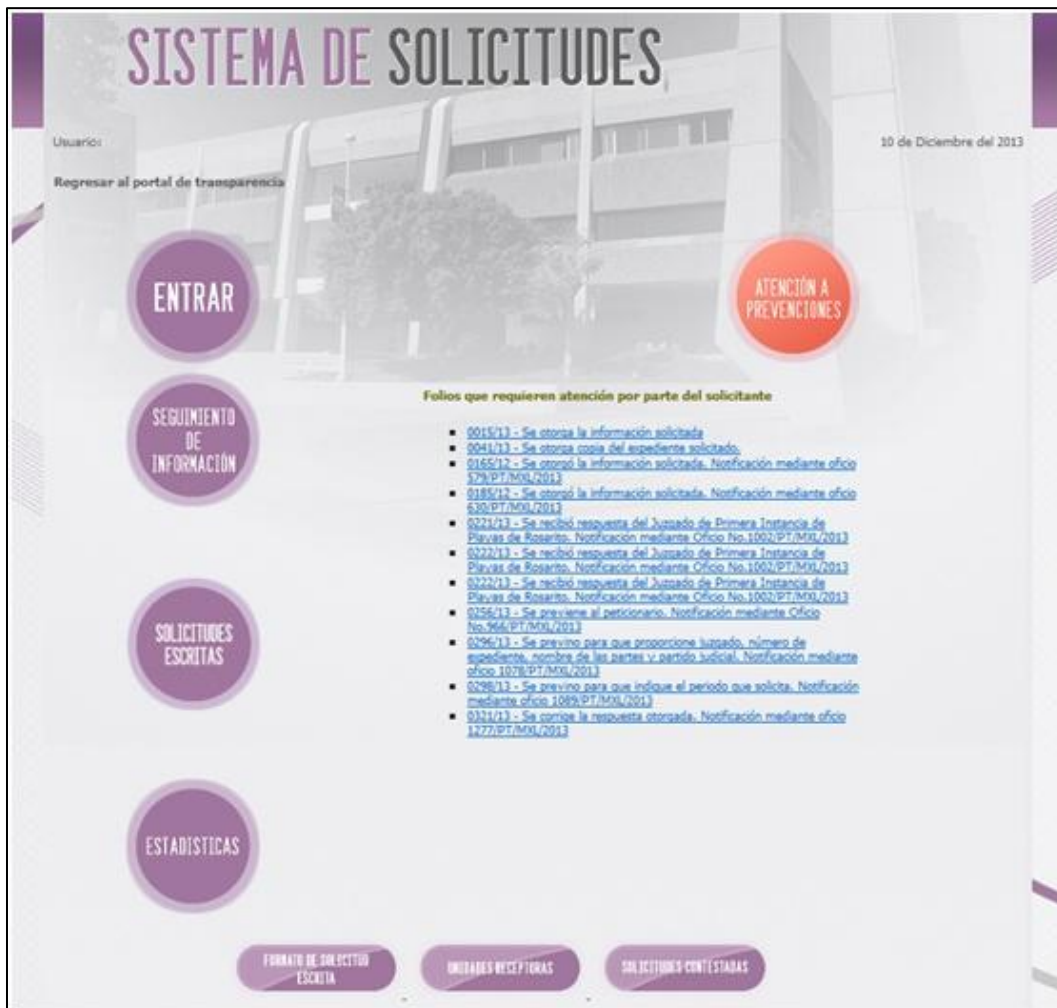 SISTEMA DE SOLICITUDES
Usuario:
10 de Diciembre del 2013
Regresar al portal de transparencia
ENTRAR
ATENCIÓN A
PREVENCIONES
SEGUIMIENTO
DE
INFORMACIÓN
Folios que requieren atención por parte del solicitante
0015/13 - Se otorga la información solicitada
0041/13 - Se otorga copia del expediente solicitado.
0165/12 - Se otorgó la información solicitada. Notificación mediante oficio
579/PT/MXL/2013
0185/12 - Se otorgó la información solicitada. Notificación mediante oficio
630/PT/MXL/2013
0221/13 - Se recibió respuesta del Juzgado de Primera Instancia de
Playas de Rosarito. Notificación mediante Oficio No.1002/PT/MXL/2013
0222/13 - Se recibió respuesta del Juzgado de Primera Instancia de
Playas de Rosarito. Notificación mediante Oficio No.1002/PT/MXL/2013
0222/13 - Se recibió respuesta del Juzgado de Primera Instancia de
Playas de Rosarito. Notificación mediante Oficio No.1002/PT/MXL/2013
0256/13 - Se previene al peticionario. Notificación mediante Oficio
No.966/PT/MXL/2013
0296/13 - Se previno para que proporcione juzgado, número de
expediente, nombre de las partes y partido judicial. Notificación mediante
oficio 1078/PT/MXL/2013
0298/13 - Se previno para que indique el periodo que solicita. Notificación
mediante oficio 1089/PT/MXL/2013
0321/13 - Se corrige la respuesta otorgada. Notificación mediante oficio
1277/PT/MXL/2013
SOLICITUDES
ESCRITAS
ESTADISTICAS
FORMATO DE SOLICITUD
ESCRITA
UNIDADES RECEPTORAS
SOLICITUDES CONTESTADAS